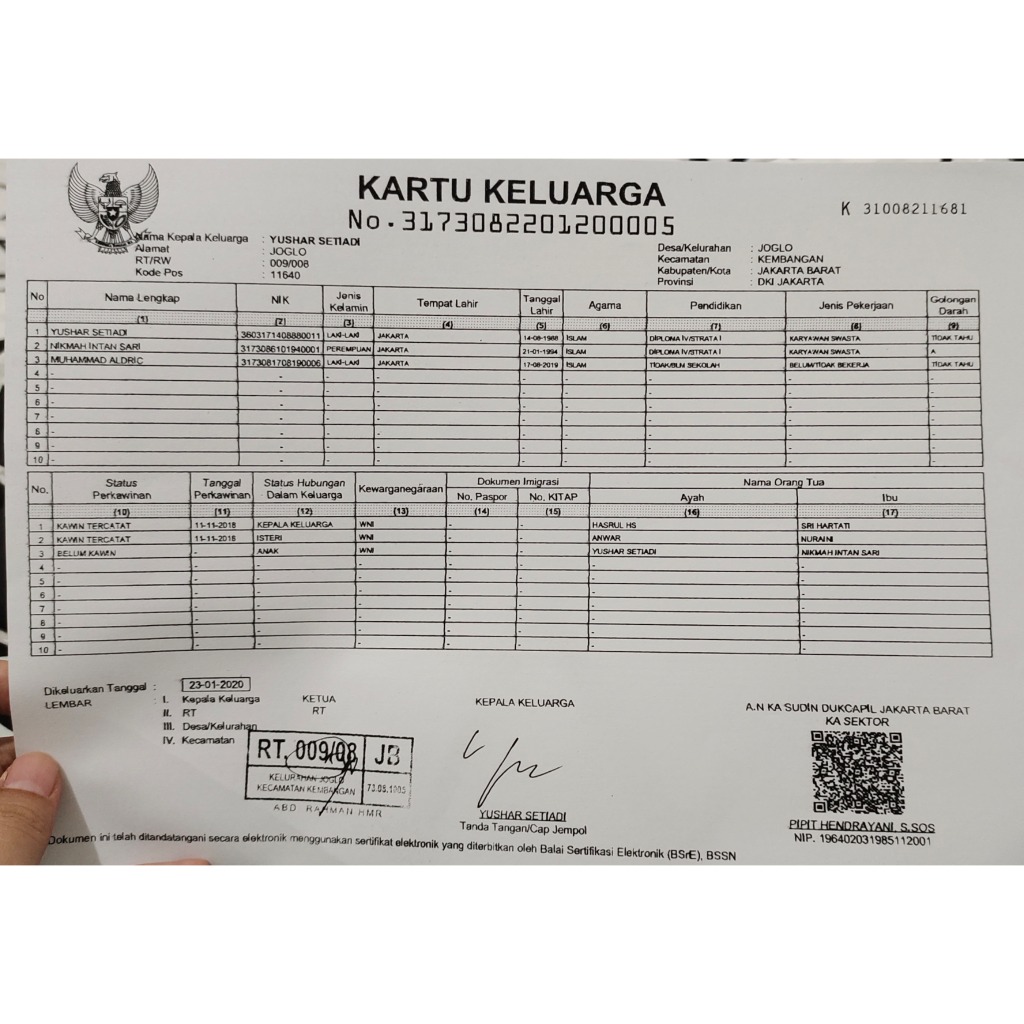 KARTU KELUARGA
No. 3173082201200005
K 31008211681
Nama Kepala Keluarga : YUSHAR SETIADI
Alamat : JOGLO
RT/RW : 009/008
Kode Pos : 11640
Desa/Kelurahan : JOGLO
Kecamatan : KEMBANGAN
Kabupaten/Kota : JAKARTA BARAT
Provinsi : DKI JAKARTA
No Nama Lengkap NIK Jenis Kelamin Tempat Lahir Tanggal Lahir Agama Pendidikan Jenis Pekerjaan Golongan Darah
(1) (2) (3) (4) (5) (6) (7) (8) (9)
1 YUSHAR SETIADI 3603171408880011 LAKI-LAKI JAKARTA 14-08-1988 ISLAM DIPLOMA IV/STRATA I KARYAWAN SWASTA TIDAK TAHU
2 NIKMAH INTAN SARI 3173086101940001 PEREMPUAN JAKARTA 21-01-1994 ISLAM DIPLOMA IV/STRATA I KARYAWAN SWASTA A
3 MUHAMMAD ALDRIC 3173081708190006 LAKI-LAKI JAKARTA 17-08-2019 ISLAM TIDAK/BLM SEKOLAH BELUM/TIDAK BEKERJA TIDAK TAHU
4 - - - - - - - - -
5 - - - - - - - - -
6 - - - - - - - - -
7 - - - - - - - - -
8 - - - - - - - - -
9 - - - - - - - - -
10 - - - - - - - - -
No. Status Perkawinan Tanggal Perkawinan Status Hubungan Dalam Keluarga Kewarganegaraan Dokumen Imigrasi Nama Orang Tua
No. Paspor No. KITAP Ayah Ibu
(10) (11) (12) (13) (14) (15) (16) (17)
1 KAWIN TERCATAT 11-11-2018 KEPALA KELUARGA WNI - - HASRUL HS SRI HARTATI
2 KAWIN TERCATAT 11-11-2018 ISTERI WNI - - ANWAR NURAINI
3 BELUM KAWIN - ANAK WNI - - YUSHAR SETIADI NIKMAH INTAN SARI
4 - - - - - - - -
5 - - - - - - - -
6 - - - - - - - -
7 - - - - - - - -
8 - - - - - - - -
9 - - - - - - - -
10 - - - - - - - -
Dikeluarkan Tanggal : 23-01-2020
LEMBAR : I. Kepala Keluarga
II. RT
III. Desa/Kelurahan
IV. Kecamatan
KETUA
RT
RT. 009/08 JB
KELURAHAN JOGLO
KECAMATAN KEMBANGAN 73.05.1005
ABD RAHMAN HMR
KEPALA KELUARGA
YUSHAR SETIADI
Tanda Tangan/Cap Jempol
A.N KA SUDIN DUKCAPIL JAKARTA BARAT
KA SEKTOR
PIPIT HENDRAYANI, S.SOS
NIP. 196402031985112001
Dokumen ini telah ditandatangani secara elektronik menggunakan sertifikat elektronik yang diterbitkan oleh Balai Sertifikasi Elektronik (BSrE), BSSN